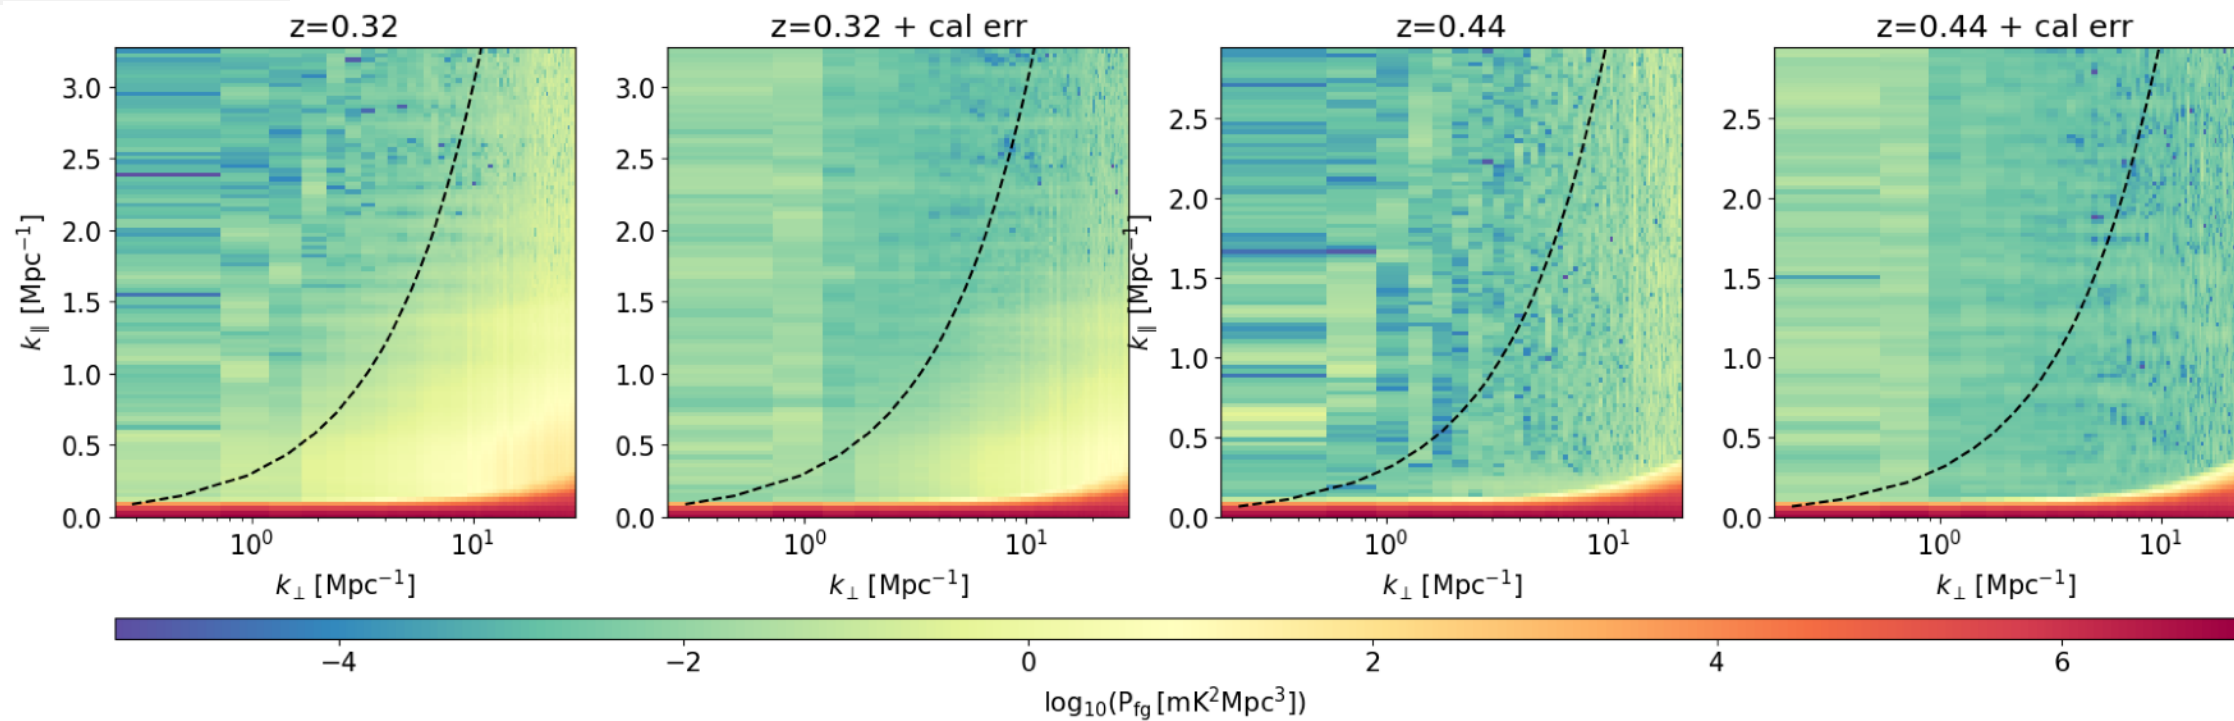 z=0.32
z=0.32 + cal err
z=0.44
z=0.44 + cal err
3.0
2.5
2.0
1.5
1.0
0.5
0.0
k∥ [Mpc⁻¹]
10⁰ 10¹
k⊥ [Mpc⁻¹]
3.0
2.5
2.0
1.5
1.0
0.5
0.0
10⁰ 10¹
k⊥ [Mpc⁻¹]
2.5
2.0
1.5
1.0
0.5
0.0
k∥ [Mpc⁻¹]
10⁰ 10¹
k⊥ [Mpc⁻¹]
2.5
2.0
1.5
1.0
0.5
0.0
10⁰ 10¹
k⊥ [Mpc⁻¹]
−4 −2 0 2 4 6
log₁₀(P_fg [mK²Mpc³])